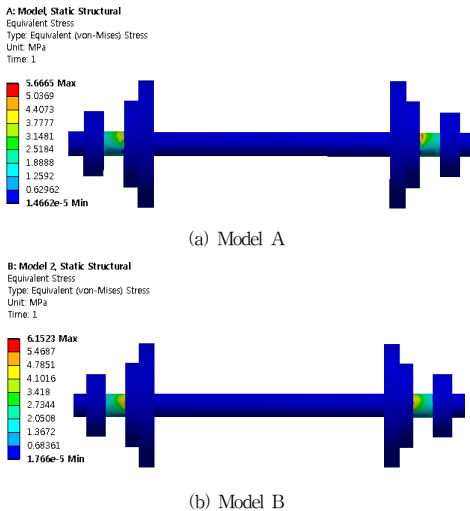 A: Model, Static Structural
Equivalent Stress
Type: Equivalent (von-Mises) Stress
Unit: MPa
Time: 1
5.6665 Max
5.0369
4.4073
3.7777
3.1481
2.5184
1.8888
1.2592
0.62962
1.4662e-5 Min
(a) Model A
B: Model 2, Static Structural
Equivalent Stress
Type: Equivalent (von-Mises) Stress
Unit: MPa
Time: 1
6.1523 Max
5.4687
4.7851
4.1016
3.418
2.7344
2.0508
1.3672
0.68361
1.766e-5 Min
(b) Model B